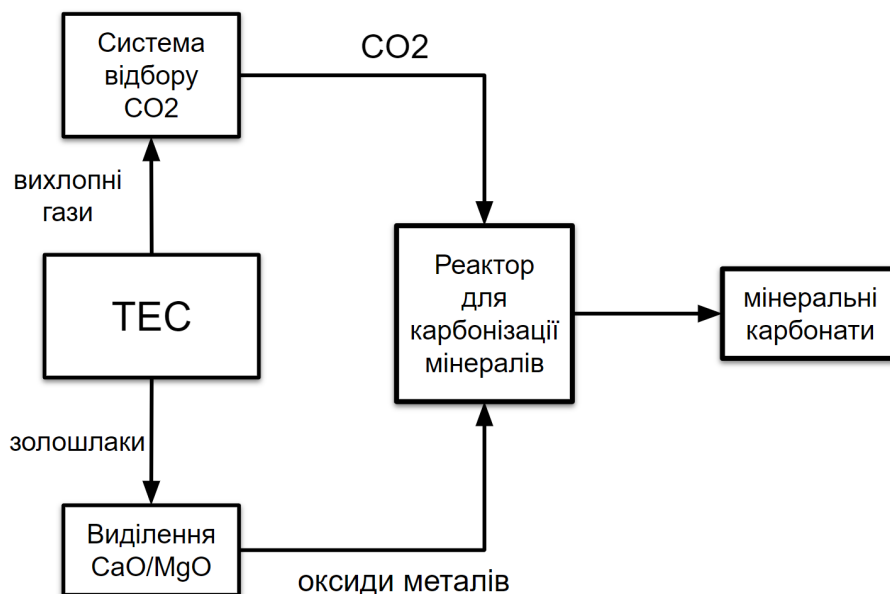 Система
відбору
CO2
CO2
вихлопні
гази
ТЕС
Реактор
для
карбонізації
мінералів
мінеральні
карбонати
золошлаки
Виділення
CaO/MgO
оксиди металів